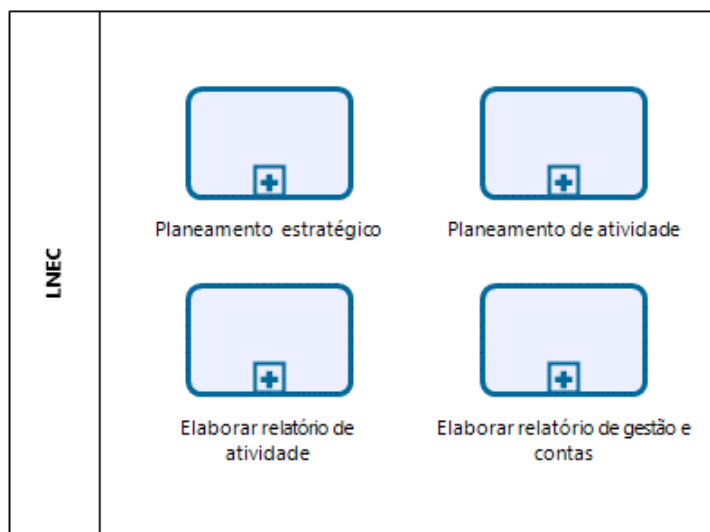 LNEC
Planeamento estratégico
Planeamento de atividade
Elaborar relatório de
atividade
Elaborar relatório de gestão e
contas